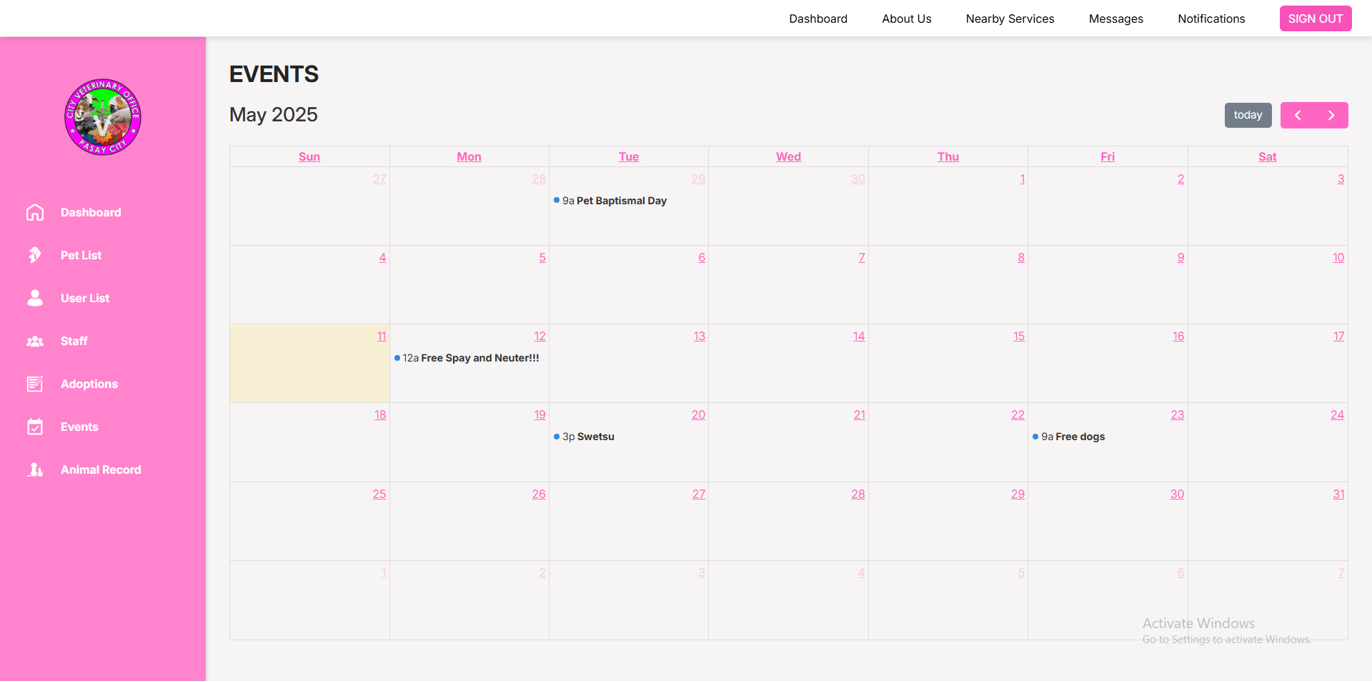 Dashboard About Us Nearby Services Messages Notifications SIGN OUT
CITY VETERINARY OFFICE
PASAY CITY
Dashboard
Pet List
User List
Staff
Adoptions
Events
Animal Record
EVENTS
May 2025
today
Sun Mon Tue Wed Thu Fri Sat
27 28 29 30 1 2 3
9a Pet Baptismal Day
4 5 6 7 8 9 10
11 12 13 14 15 16 17
12a Free Spay and Neuter!!!
18 19 20 21 22 23 24
3p Swetsu 9a Free dogs
25 26 27 28 29 30 31
1 2 3 4 5 6 7
Activate Windows
Go to Settings to activate Windows.